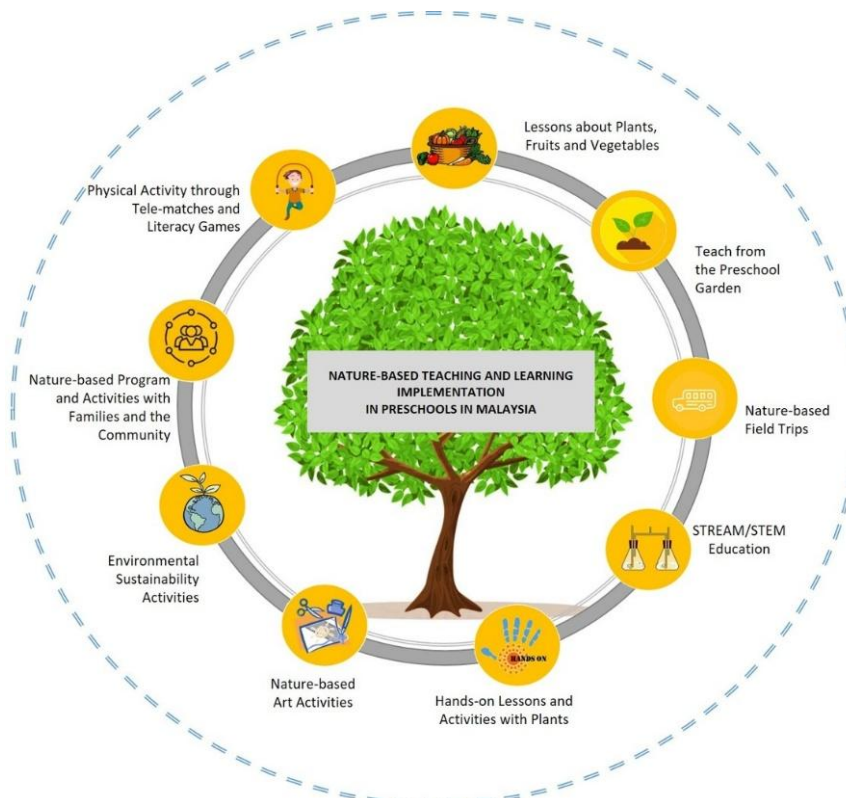 Lessons about Plants,
Fruits and Vegetables
Teach from
the Preschool
Garden
Nature-based
Field Trips
STREAM/STEM
Education
HANDS ON
Hands-on Lessons and
Activities with Plants
Nature-based
Art Activities
Environmental
Sustainability
Activities
Nature-based Program
and Activities with
Families and the
Community
Physical Activity through
Tele-matches and
Literacy Games
NATURE-BASED TEACHING AND LEARNING
IMPLEMENTATION
IN PRESCHOOLS IN MALAYSIA